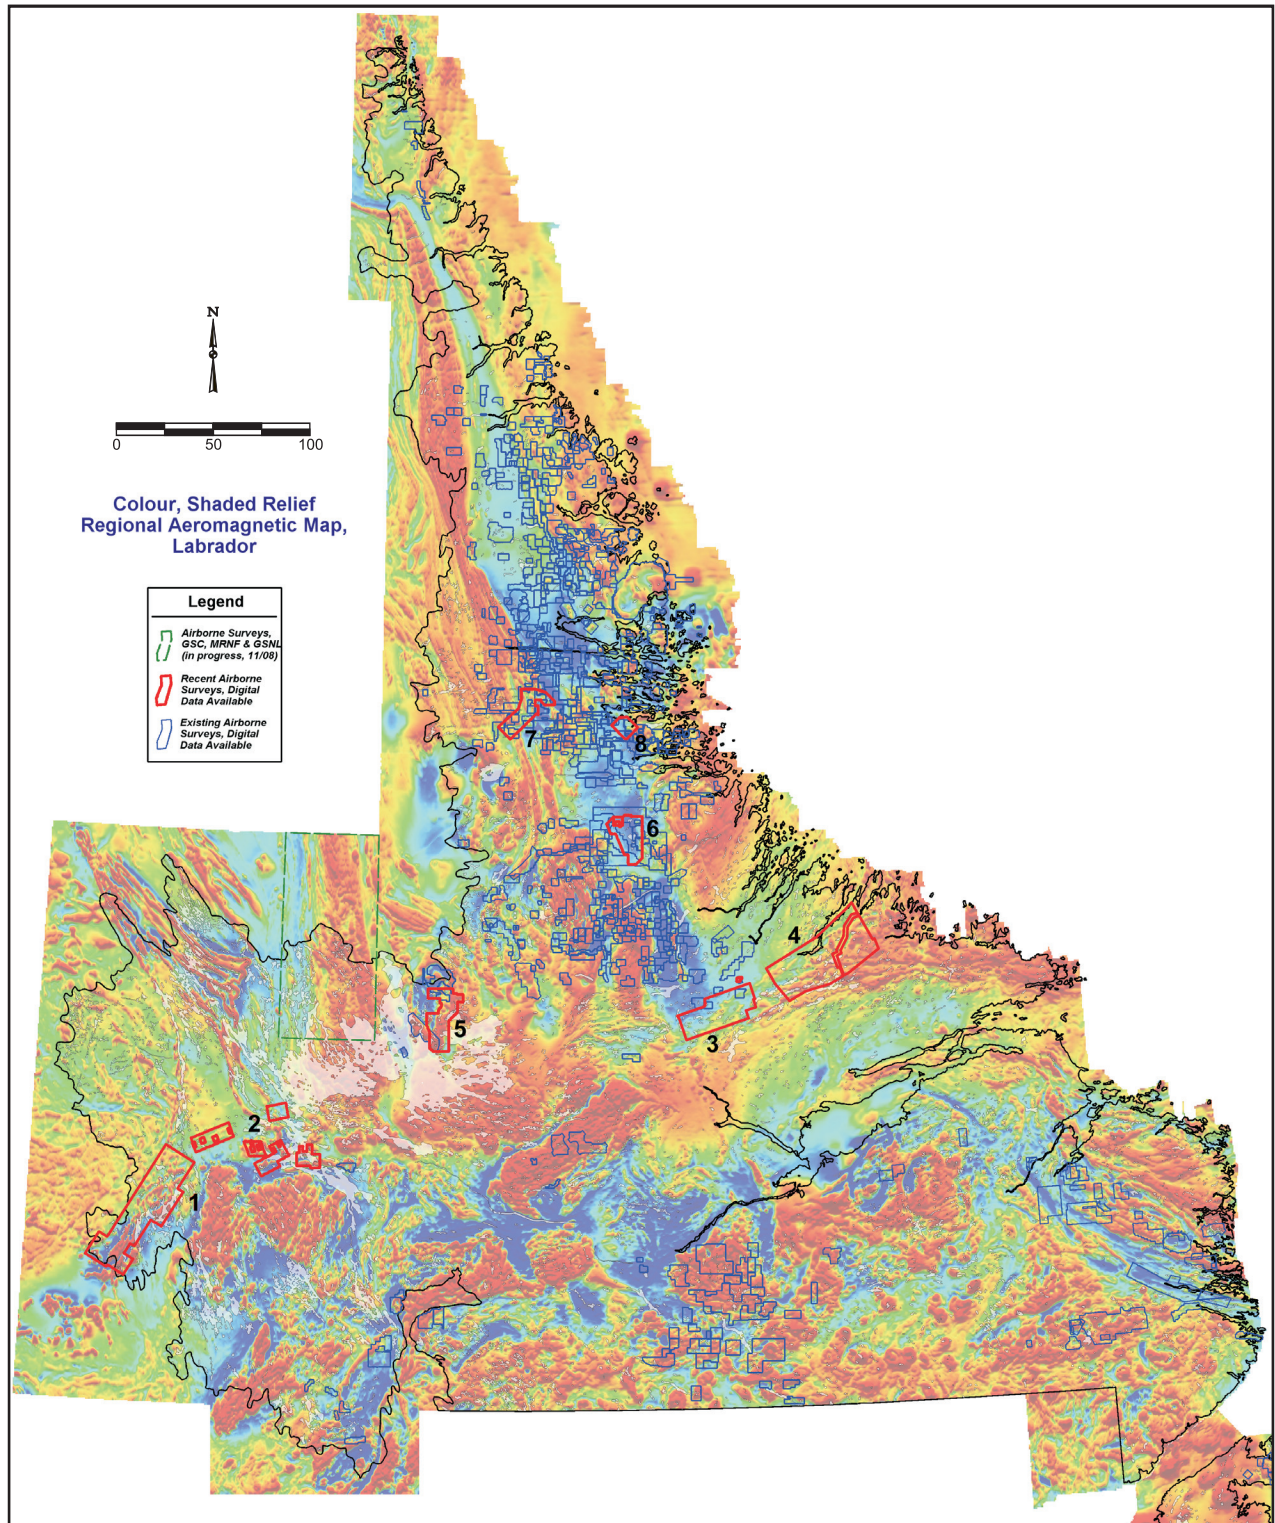 N
0 50 100
Colour, Shaded Relief
Regional Aeromagnetic Map,
Labrador
Legend
Airborne Surveys,
GSC, MRNF & GSNL
(in progress, 11/08)
Recent Airborne
Surveys, Digital
Data Available
Existing Airborne
Surveys, Digital
Data Available
7
8
6
4
5
3
2
1